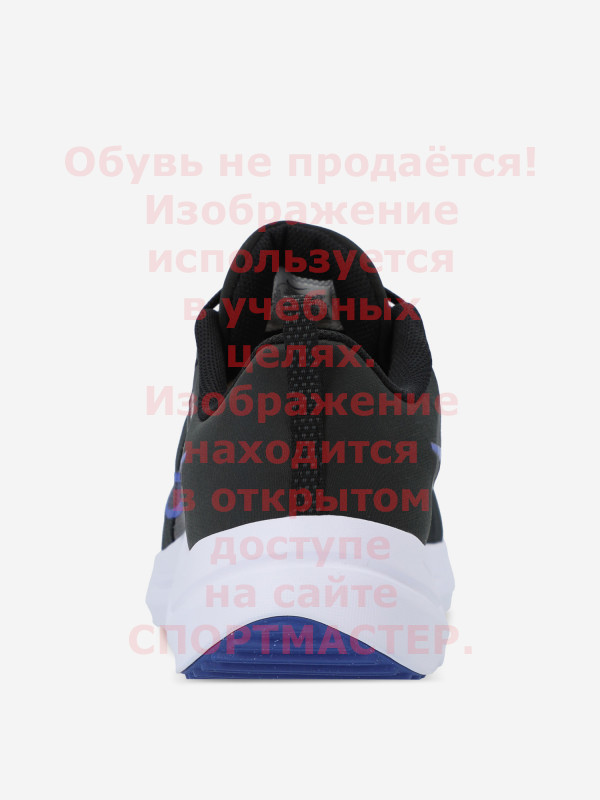 Обувь не продаётся!
Изображение
используется
в учебных
целях.
Изображение
находится
в открытом
доступе
на сайте
СПОРТМАСТЕР.